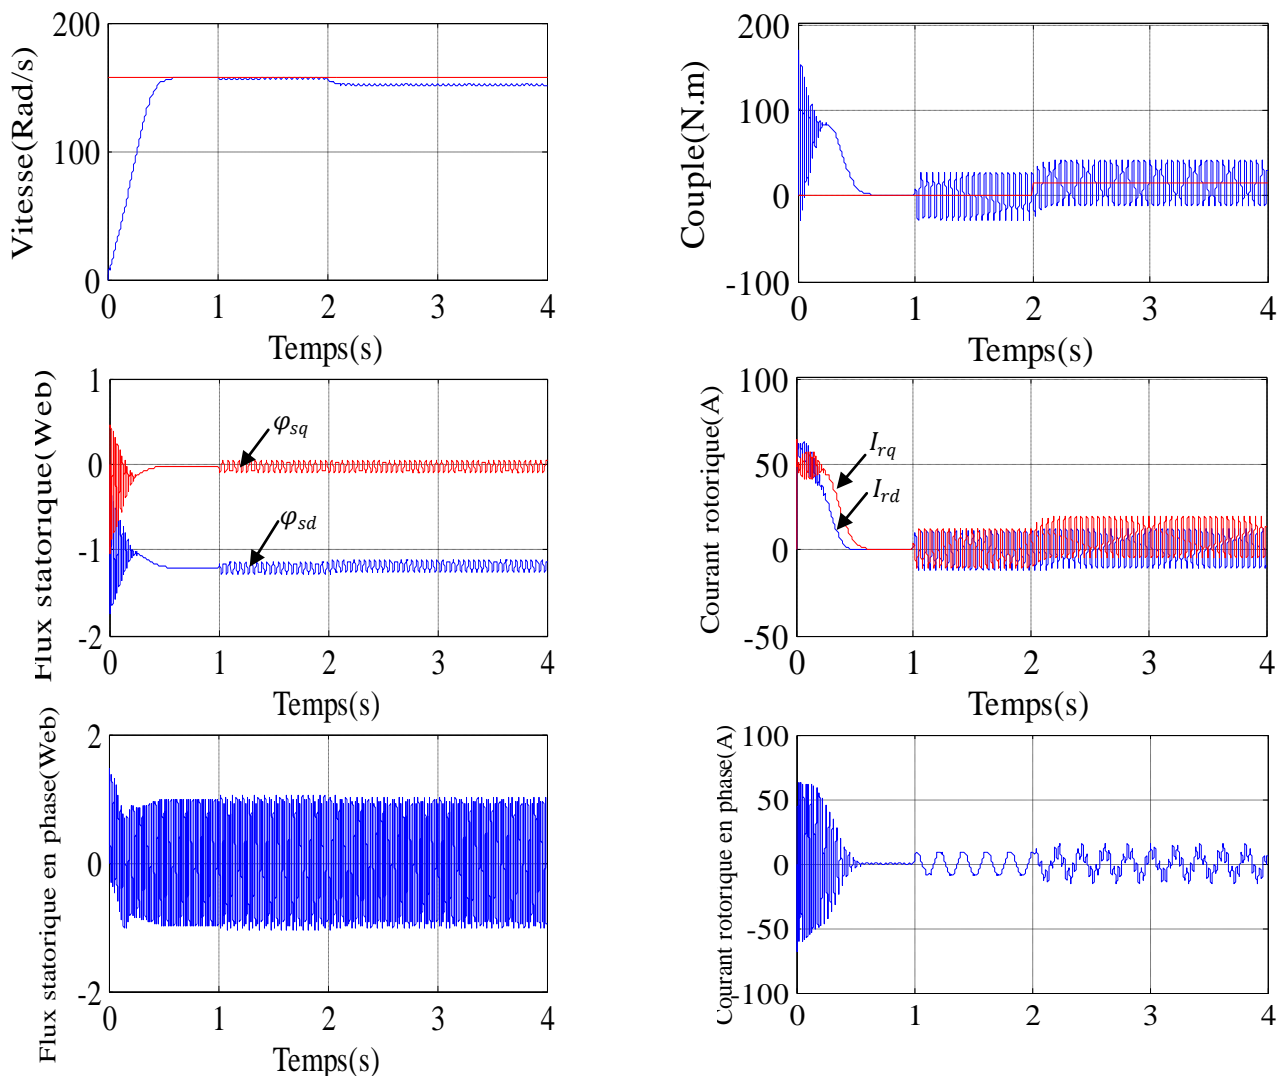 200
100
0
0 1 2 3 4
Vitesse(Rad/s)
Temps(s)
200
100
0
-100
0 1 2 3 4
Couple(N.m)
Temps(s)
1
0
-1
-2
0 1 2 3 4
Flux statorique(Web)
φsq
φsd
Temps(s)
100
50
0
-50
0 1 2 3 4
Courant rotorique(A)
Irq
Ird
Temps(s)
2
0
-2
0 1 2 3 4
Flux statorique en phase(Web)
Temps(s)
100
50
0
-50
-100
0 1 2 3 4
Courant rotorique en phase(A)